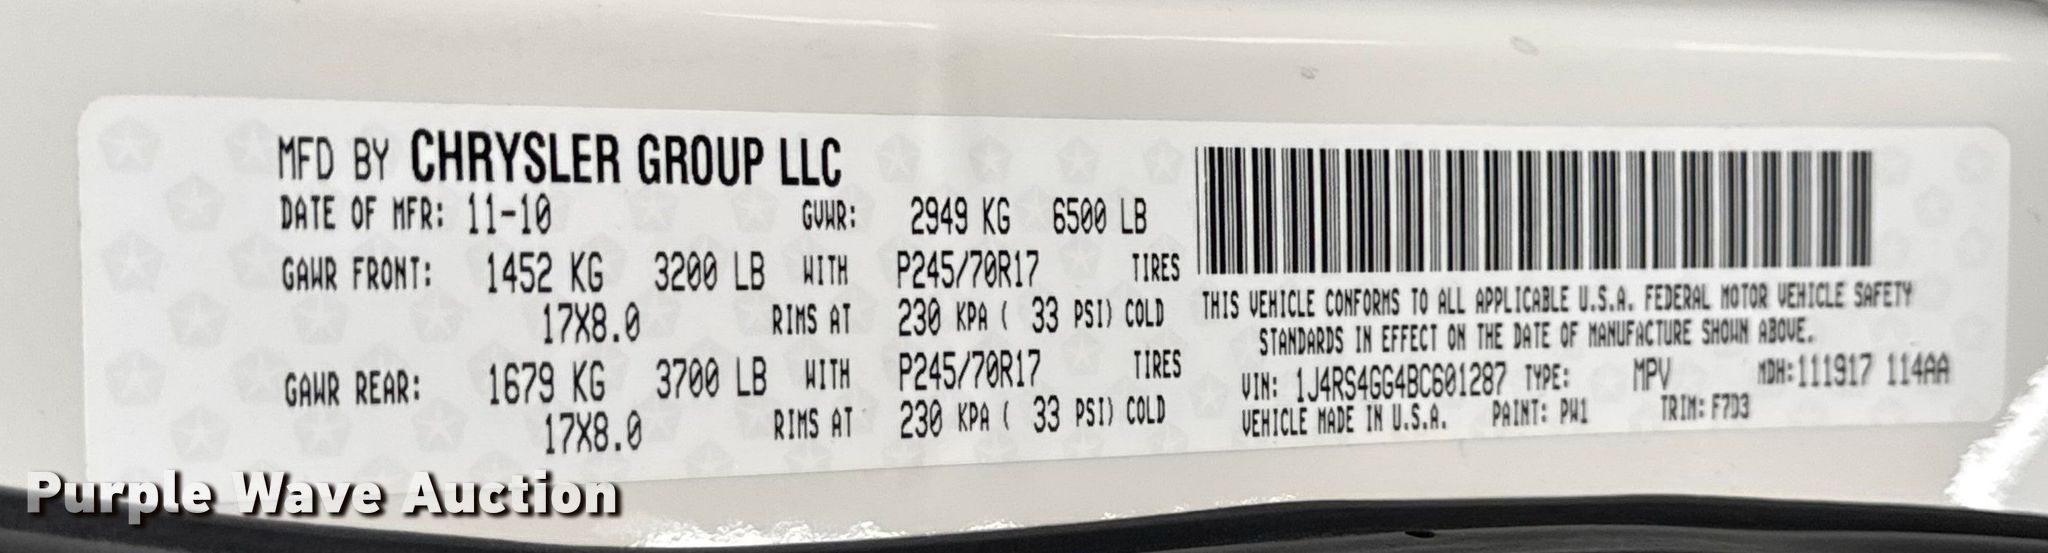 MFD BY CHRYSLER GROUP LLC
DATE OF MFR: 11-10 GVWR: 2949 KG 6500 LB
GAWR FRONT: 1452 KG 3200 LB WITH P245/70R17 TIRES
17X8.0 RIMS AT 230 KPA ( 33 PSI) COLD
GAWR REAR: 1679 KG 3700 LB WITH P245/70R17 TIRES
17X8.0 RIMS AT 230 KPA ( 33 PSI) COLD
THIS VEHICLE CONFORMS TO ALL APPLICABLE U.S.A. FEDERAL MOTOR VEHICLE SAFETY
STANDARDS IN EFFECT ON THE DATE OF MANUFACTURE SHOWN ABOVE.
VIN: 1J4RS4GG4BC601287 TYPE: MPV MDH:111917 114AA
VEHICLE MADE IN U.S.A. PAINT: PW1 TRIM: F7D3
Purple Wave Auction